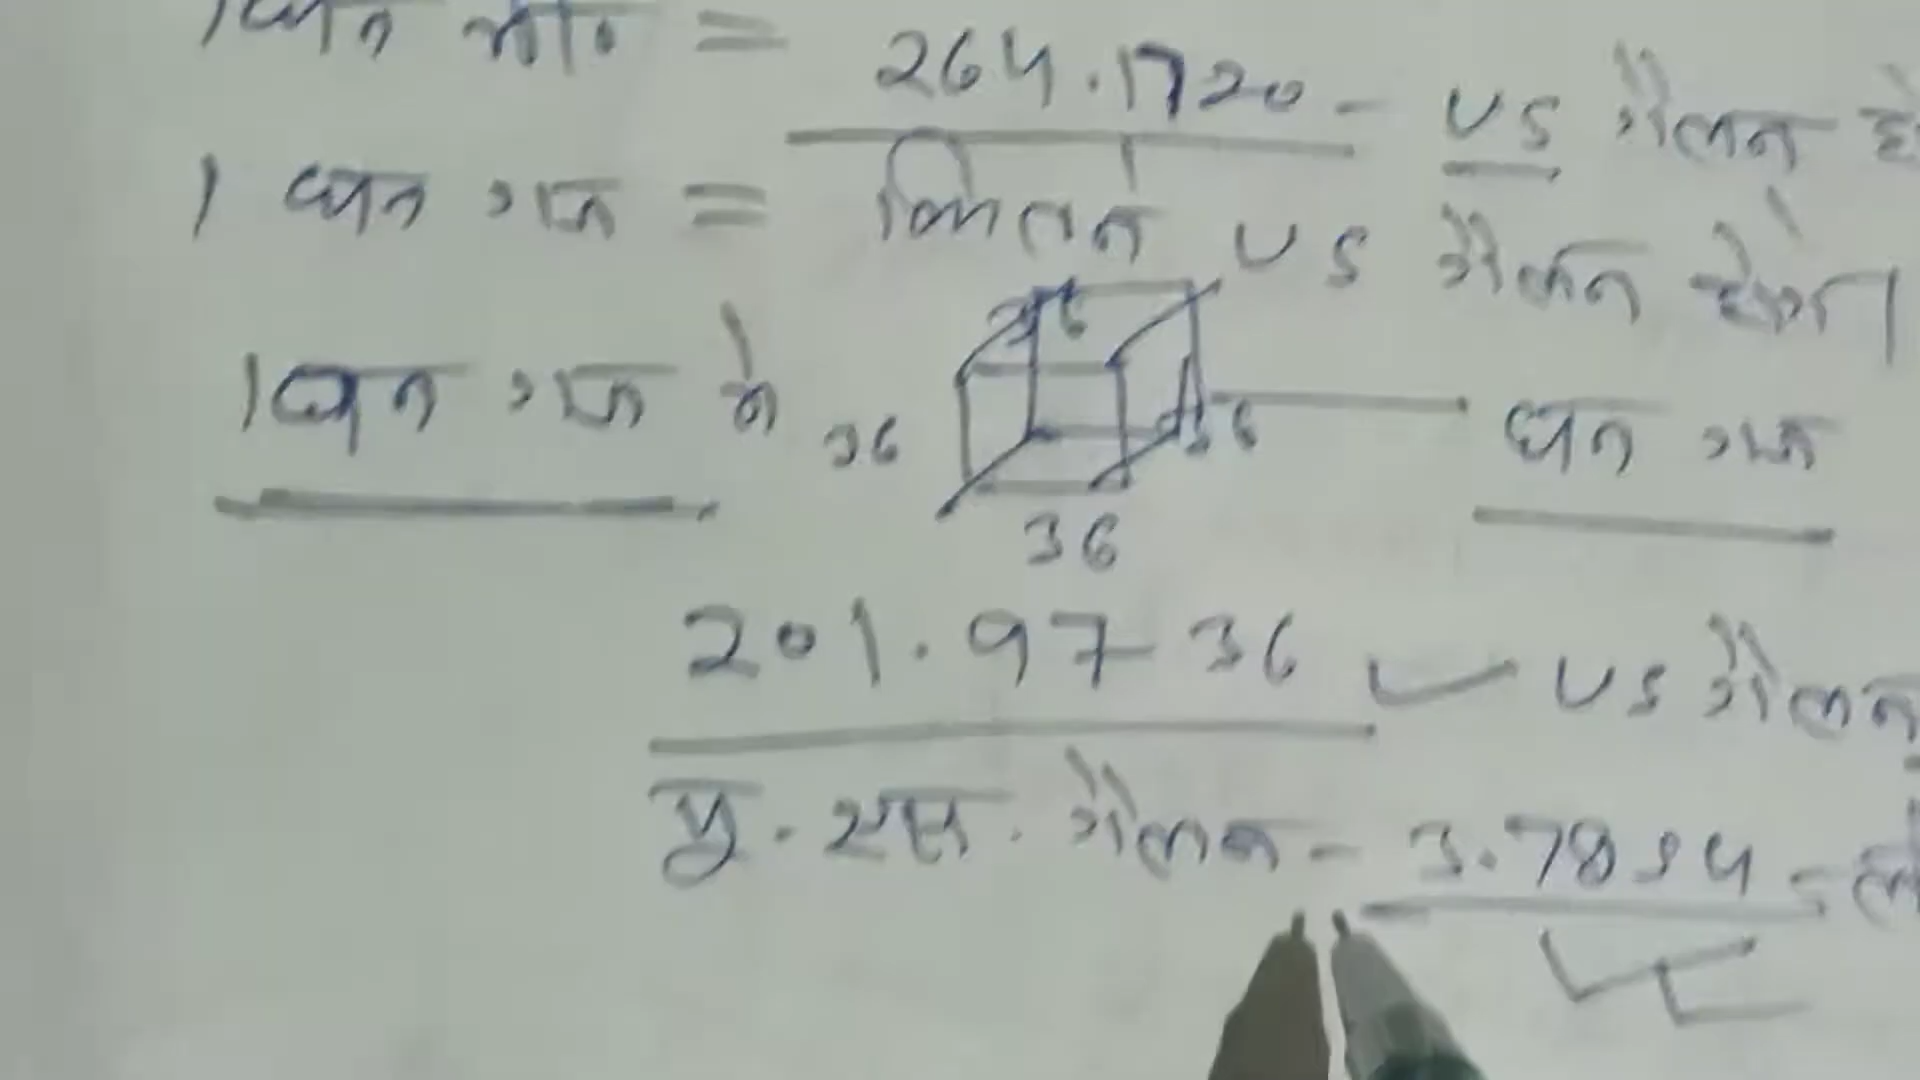 1 घन मी० = 264.1720 - US गैलन
1 घन गज = कितने US गैलन होगा।
1 घन गज में 36 36 36 36 घन गज
201.9736 US गैलन
यु. एस. गैलन - 3.7854 - ली